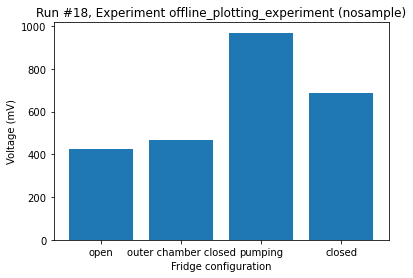 Run #18, Experiment offline_plotting_experiment (nosample)
1000
800
600
400
200
0
Voltage (mV)
open outer chamber closed pumping closed
Fridge configuration